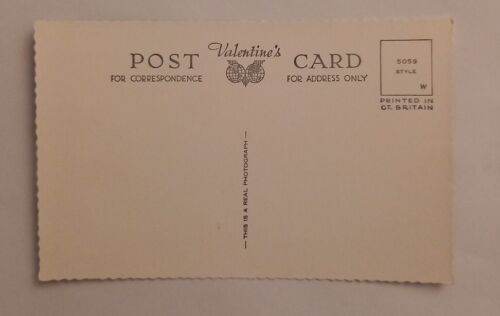 Valentine's
POST CARD
FOR CORRESPONDENCE
FOR ADDRESS ONLY
5059
STYLE
W
PRINTED IN
GT. BRITAIN
— THIS IS A REAL PHOTOGRAPH —